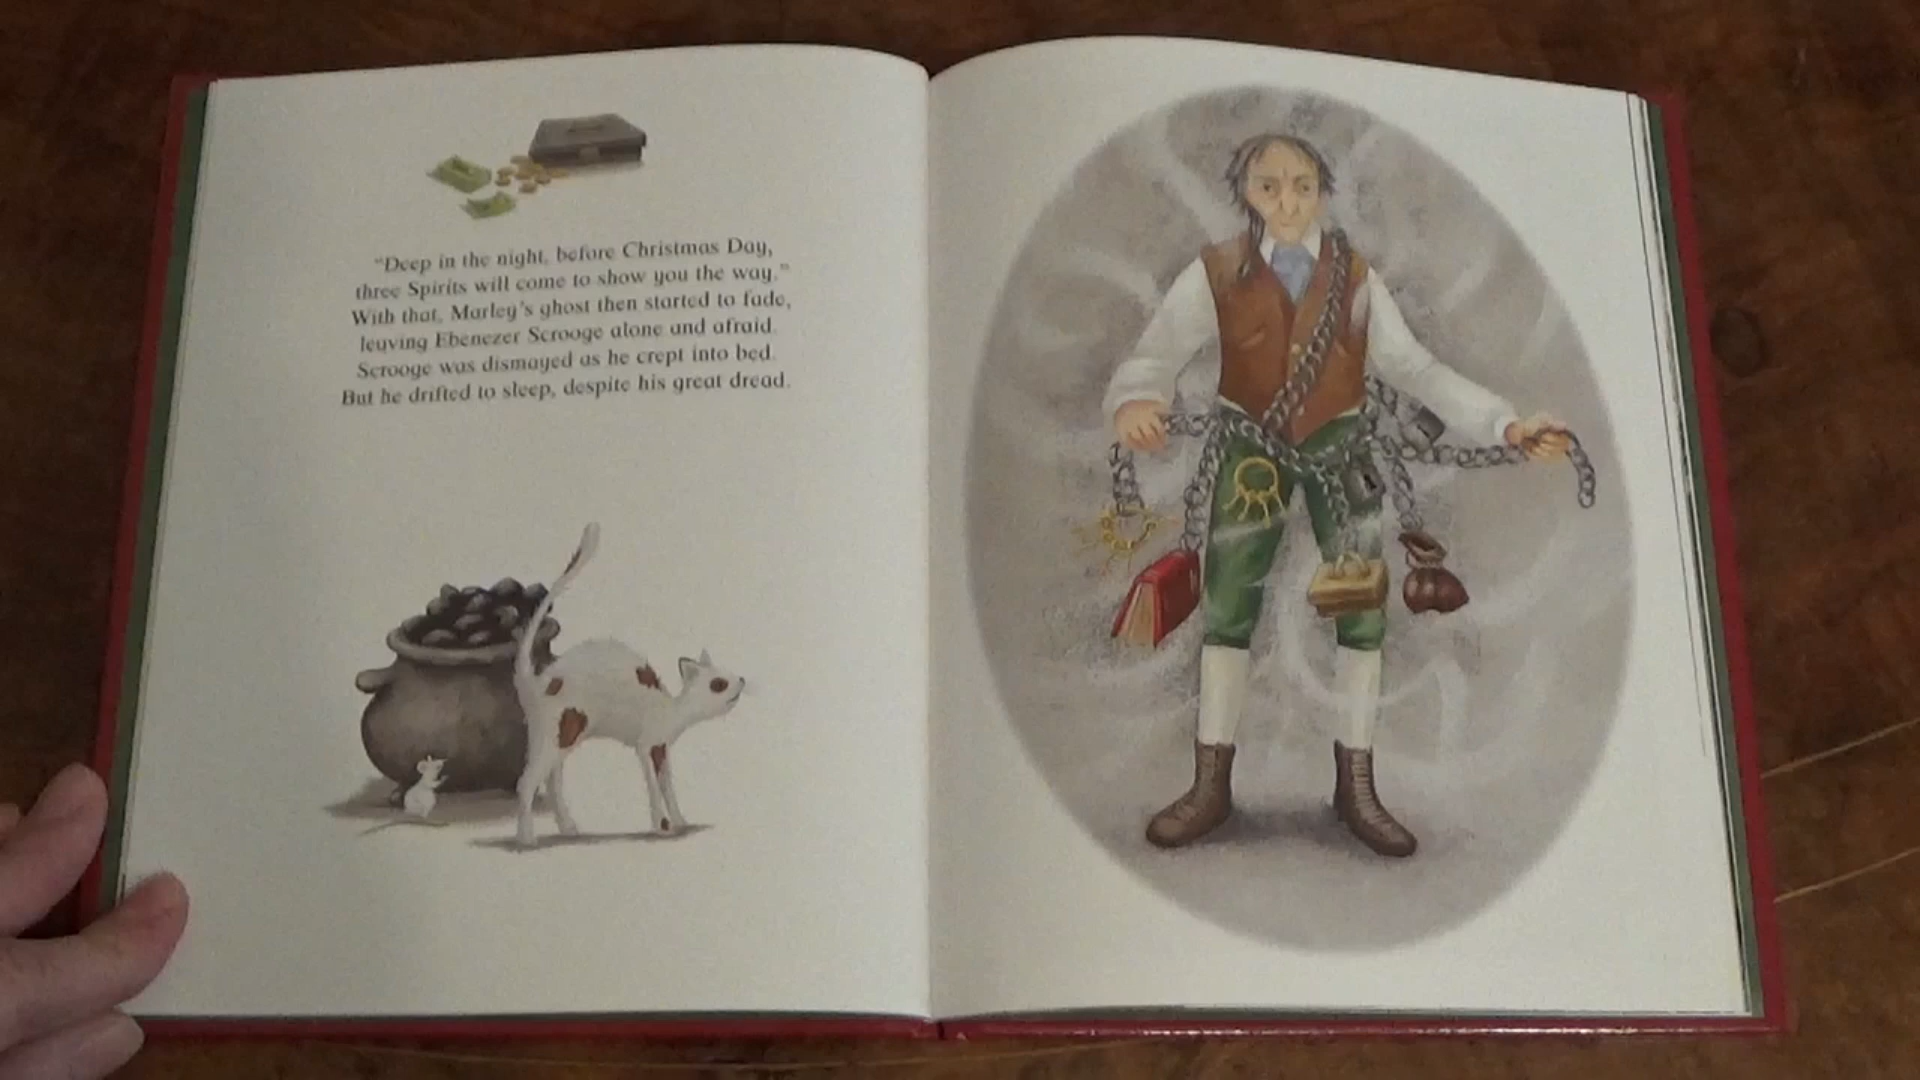 “Deep in the night, before Christmas Day,
three Spirits will come to show you the way.”
With that, Marley’s ghost then started to fade,
leaving Ebenezer Scrooge alone and afraid.
Scrooge was dismayed as he crept into bed.
But he drifted to sleep, despite his great dread.